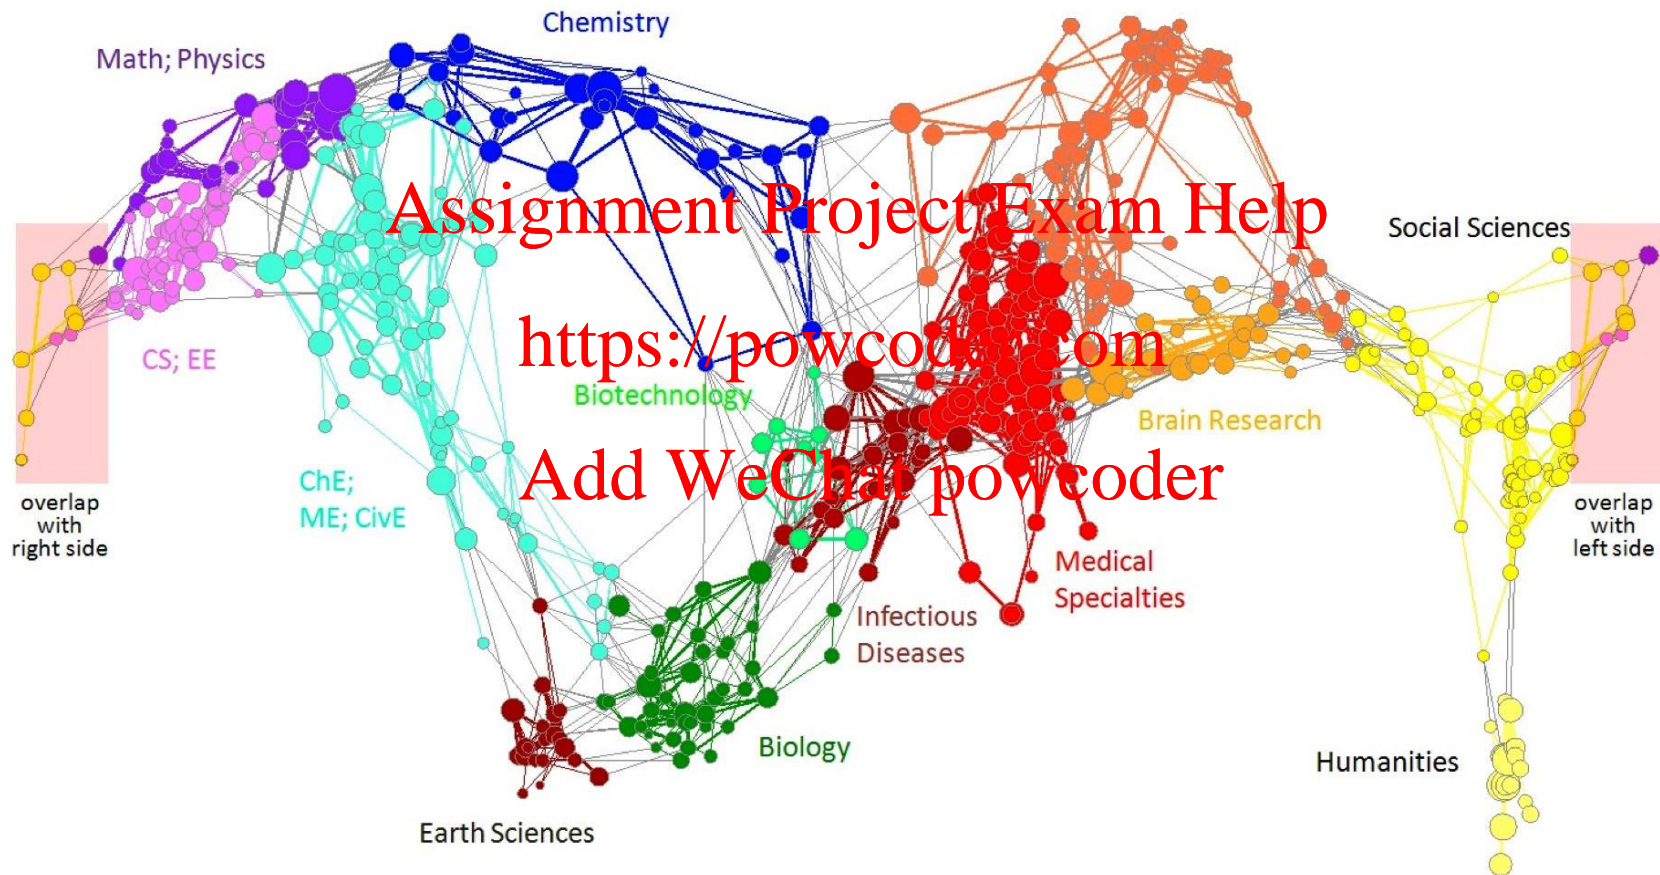 Chemistry
Math; Physics
Assignment Project Exam Help
Social Sciences
https://powcoder.com
CS; EE
Biotechnology
Brain Research
Add WeChat powcoder
ChE;
ME; CivE
overlap
with
right side
overlap
with
left side
Medical
Specialties
Infectious
Diseases
Biology
Humanities
Earth Sciences